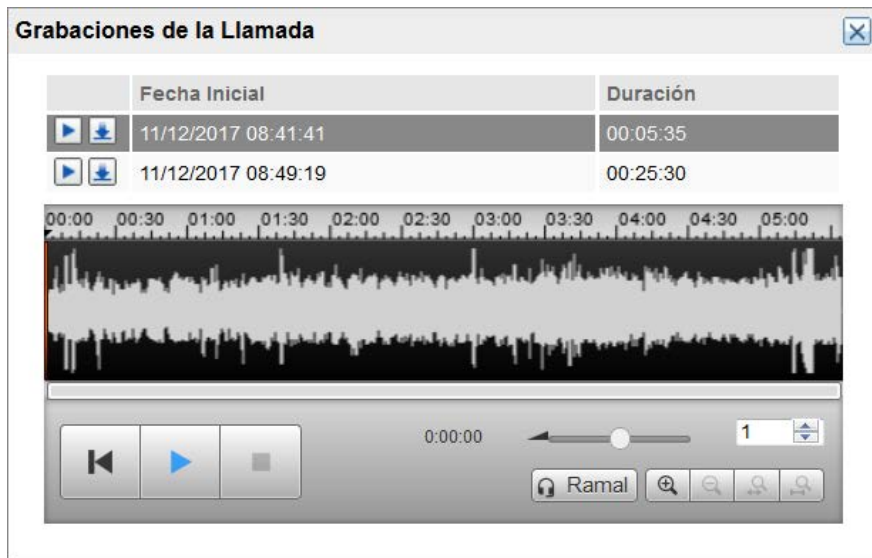 Grabaciones de la Llamada
Fecha Inicial Duración
11/12/2017 08:41:41 00:05:35
11/12/2017 08:49:19 00:25:30
00:00 00:30 01:00 01:30 02:00 02:30 03:00 03:30 04:00 04:30 05:00
0:00:00 1
Ramal